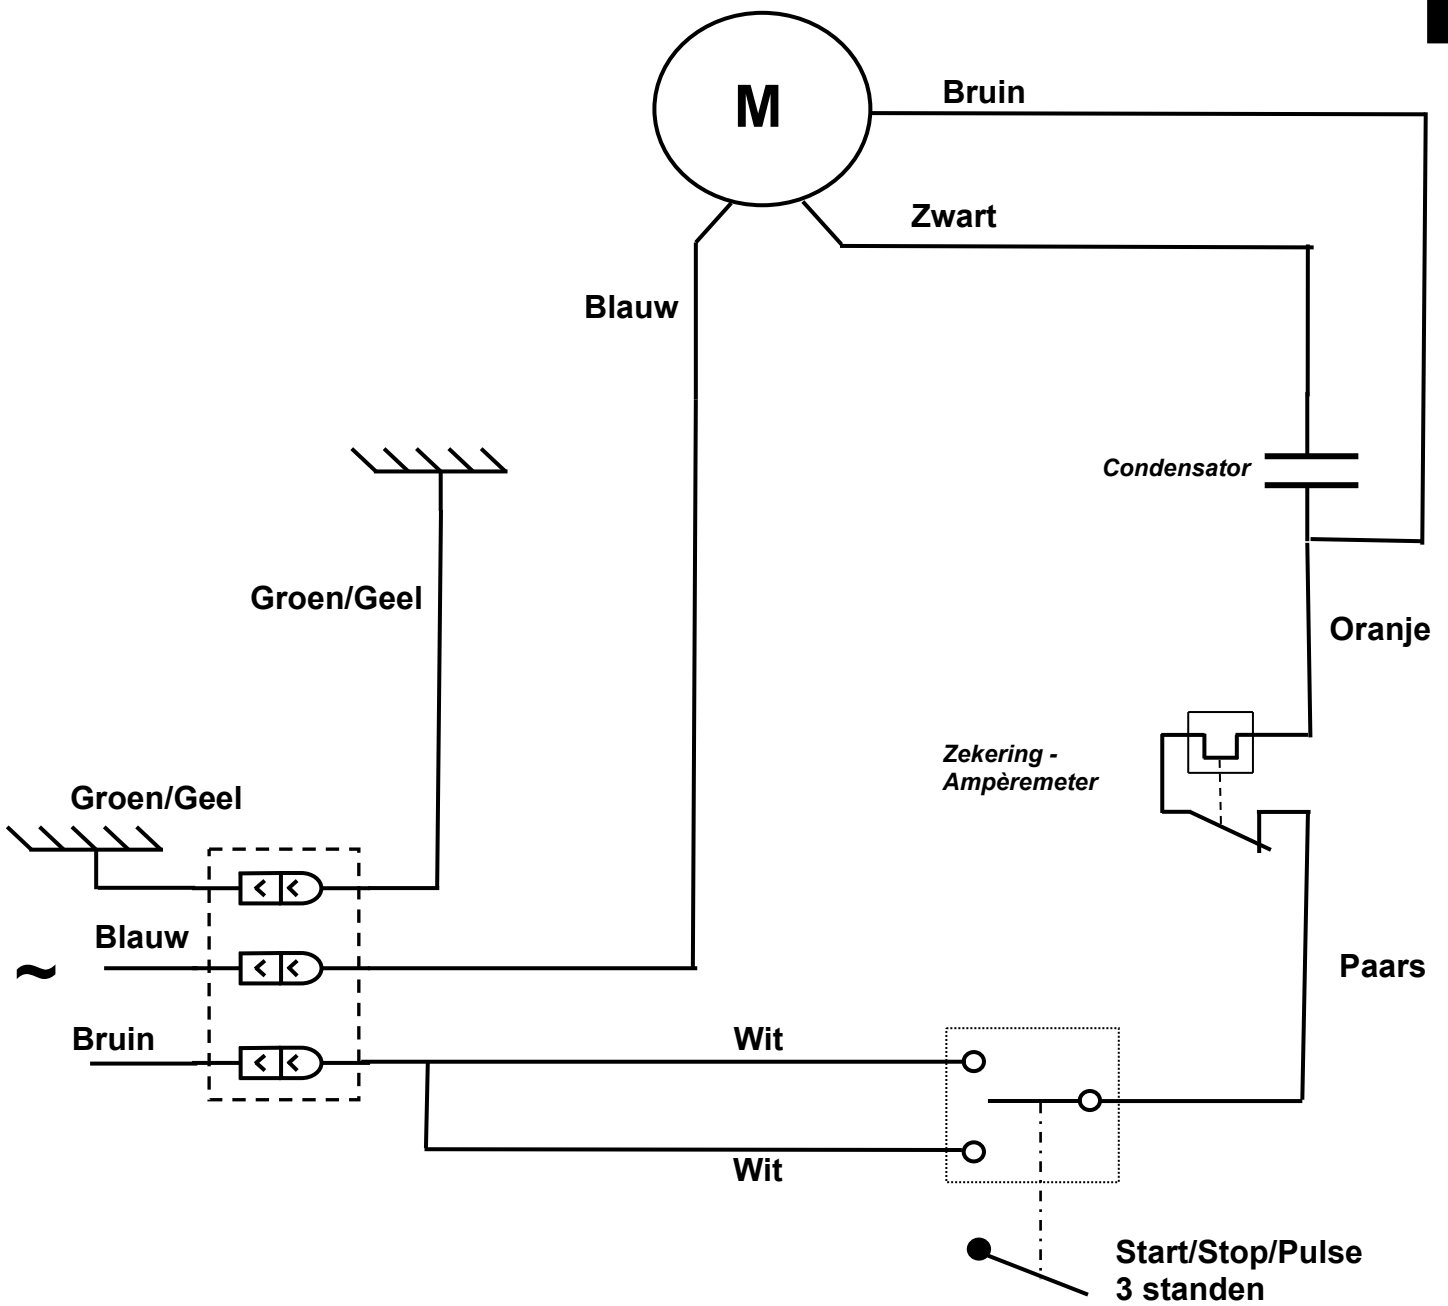 M
Bruin
Zwart
Blauw
Condensator
Groen/Geel
Oranje
Zekering -
Ampèremeter
Groen/Geel
Blauw
~
Paars
Bruin
Wit
Wit
Start/Stop/Pulse
3 standen